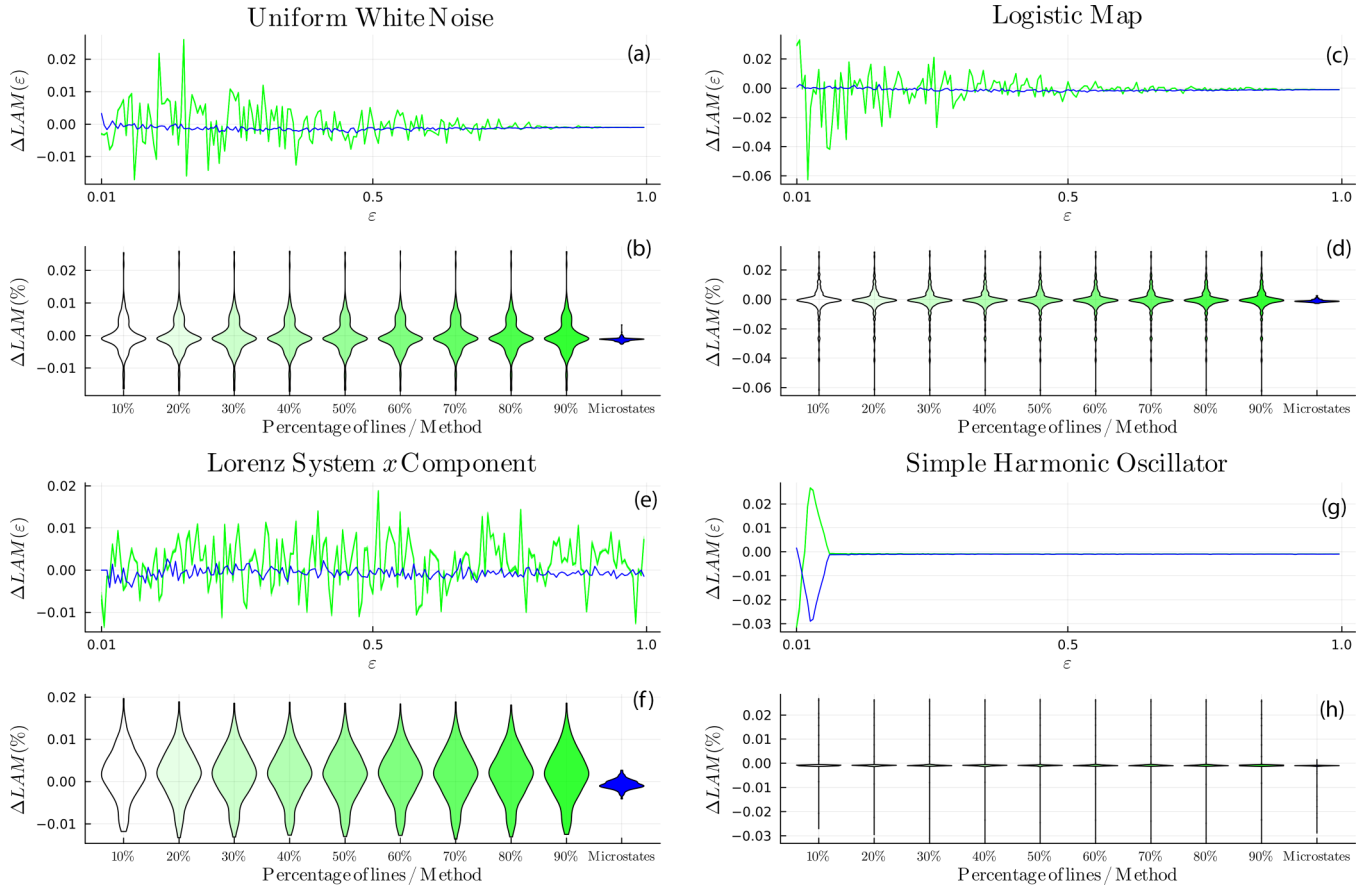 Uniform White Noise
(a)
ΔLAM(ε)
0.02
0.01
0.00
−0.01
0.01 0.5 1.0
ε
(b)
ΔLAM(%)
0.02
0.01
0.00
−0.01
10% 20% 30% 40% 50% 60% 70% 80% 90% Microstates
Percentage of lines / Method
Logistic Map
(c)
ΔLAM(ε)
0.02
0.00
−0.02
−0.04
−0.06
0.01 0.5 1.0
ε
(d)
ΔLAM(%)
0.02
0.00
−0.02
−0.04
−0.06
10% 20% 30% 40% 50% 60% 70% 80% 90% Microstates
Percentage of lines / Method
Lorenz System x Component
(e)
ΔLAM(ε)
0.02
0.01
0.00
−0.01
0.01 0.5 1.0
ε
(f)
ΔLAM(%)
0.02
0.01
0.00
−0.01
10% 20% 30% 40% 50% 60% 70% 80% 90% Microstates
Percentage of lines / Method
Simple Harmonic Oscillator
(g)
ΔLAM(ε)
0.02
0.01
0.00
−0.01
−0.02
−0.03
0.01 0.5 1.0
ε
(h)
ΔLAM(%)
0.02
0.01
0.00
−0.01
−0.02
−0.03
10% 20% 30% 40% 50% 60% 70% 80% 90% Microstates
Percentage of lines / Method